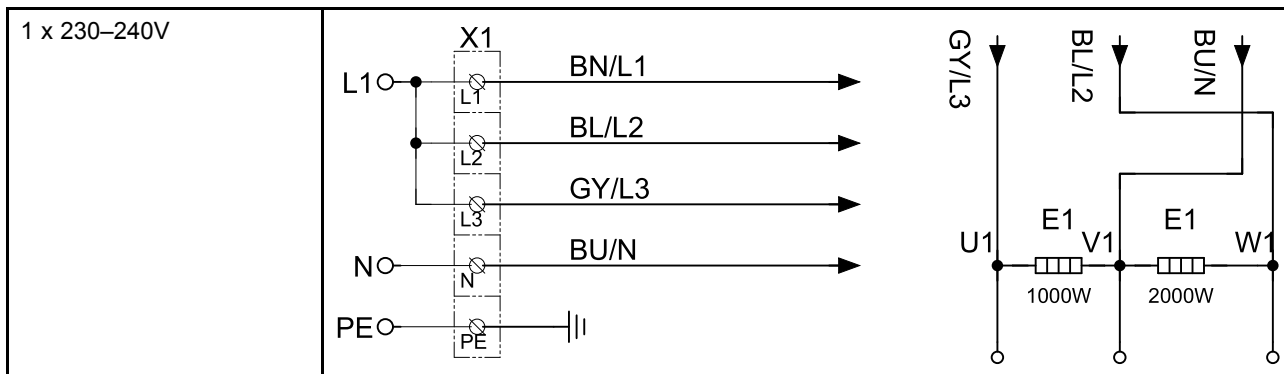 1 x 230–240V
X1
L1
L1
BN/L1
L2
BL/L2
L3
GY/L3
N
N
BU/N
PE
PE
GY/L3
BL/L2
BU/N
E1
E1
U1
V1
W1
1000W
2000W